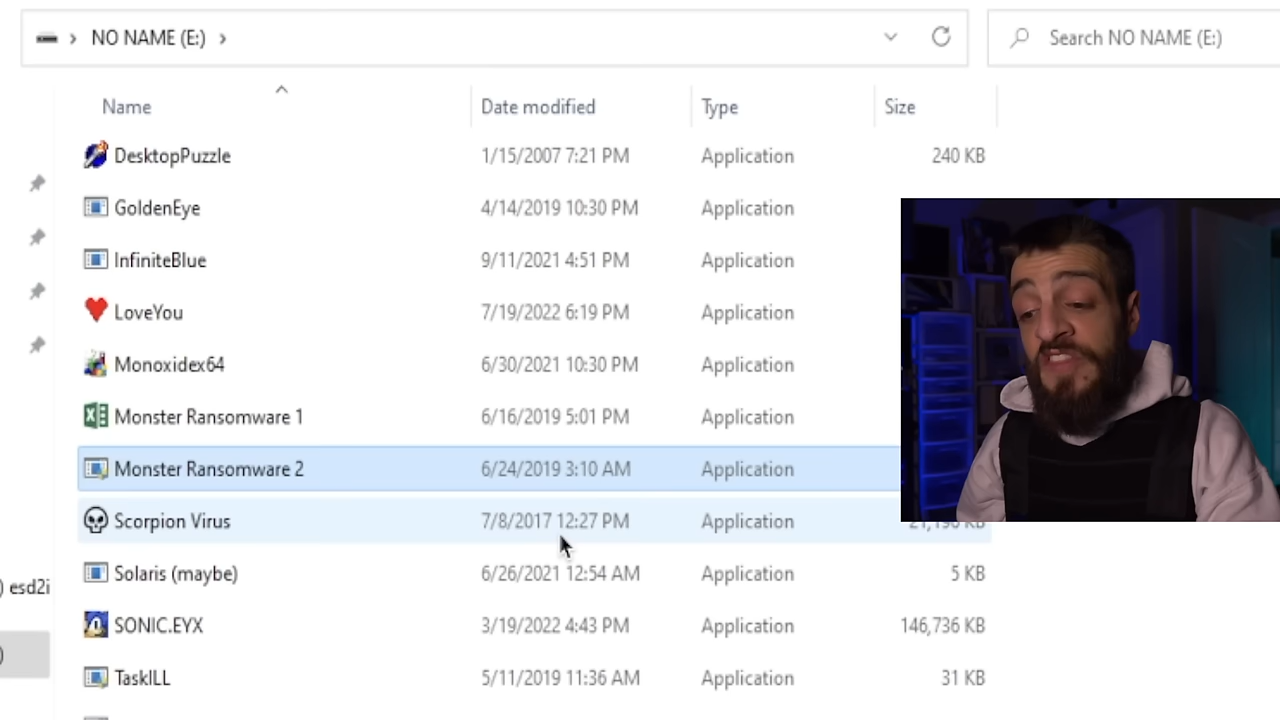 NO NAME (E:) Search NO NAME (E:)
Name Date modified Type Size
DesktopPuzzle 1/15/2007 7:21 PM Application 240 KB
GoldenEye 4/14/2019 10:30 PM Application
InfiniteBlue 9/11/2021 4:51 PM Application
LoveYou 7/19/2022 6:19 PM Application
Monoxidex64 6/30/2021 10:30 PM Application
Monster Ransomware 1 6/16/2019 5:01 PM Application
Monster Ransomware 2 6/24/2019 3:10 AM Application
Scorpion Virus 7/8/2017 12:27 PM Application
Solaris (maybe) 6/26/2021 12:54 AM Application 5 KB
) esd2i
SONIC.EYX 3/19/2022 4:43 PM Application 146,736 KB
)
TaskILL 5/11/2019 11:36 AM Application 31 KB